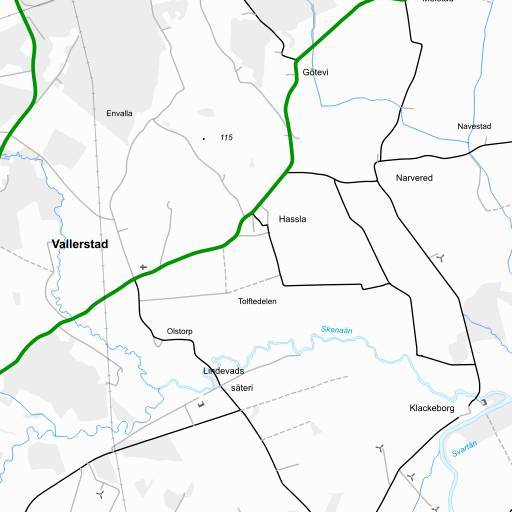 Götevi
Envalla
Navestad
115
Narvered
Hassla
Vallerstad
Tolftedelen
Olstorp
Skenaån
Lindevads
säteri
Klackeborg
Svartån